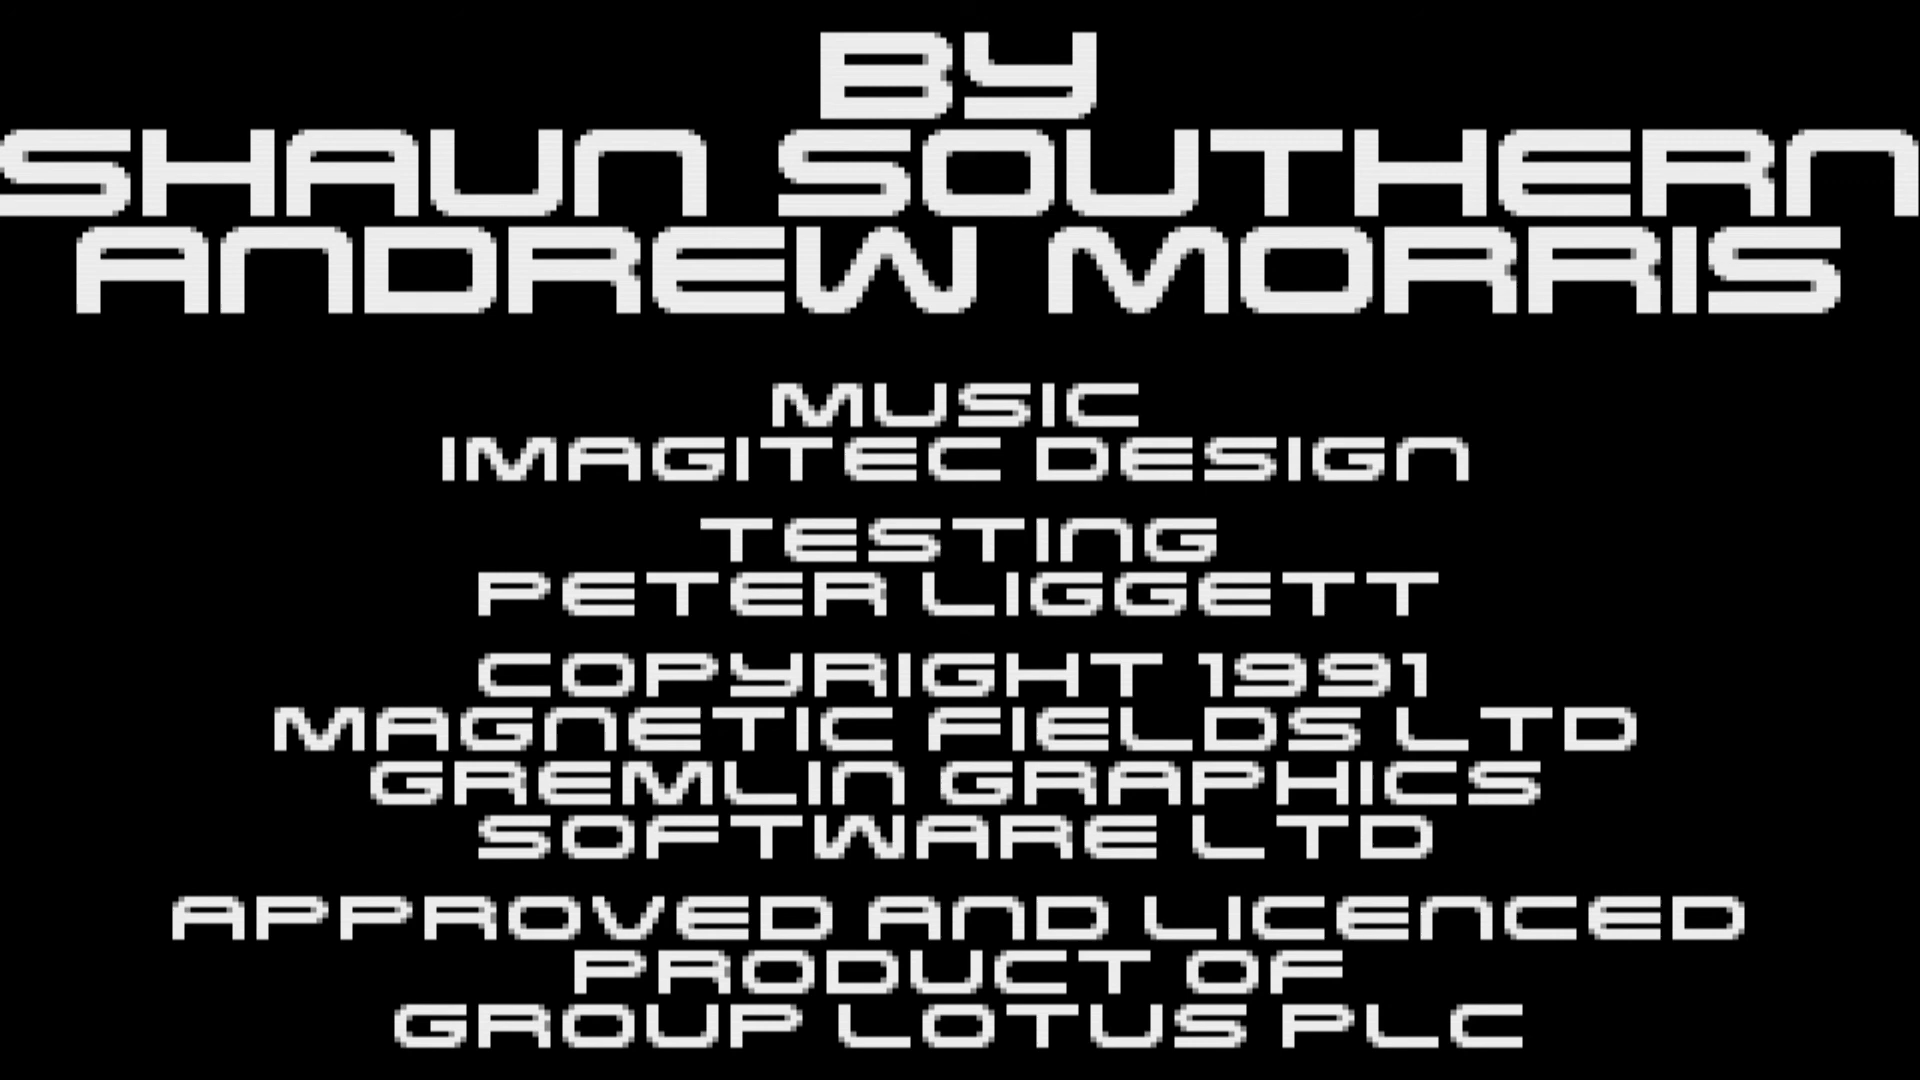 BY
SHAUN SOUTHERN
ANDREW MORRIS
MUSIC
IMAGITEC DESIGN
TESTING
PETER LIGGETT
COPYRIGHT 1991
MAGNETIC FIELDS LTD
GREMLIN GRAPHICS
SOFTWARE LTD
APPROVED AND LICENCED
PRODUCT OF
GROUP LOTUS PLC